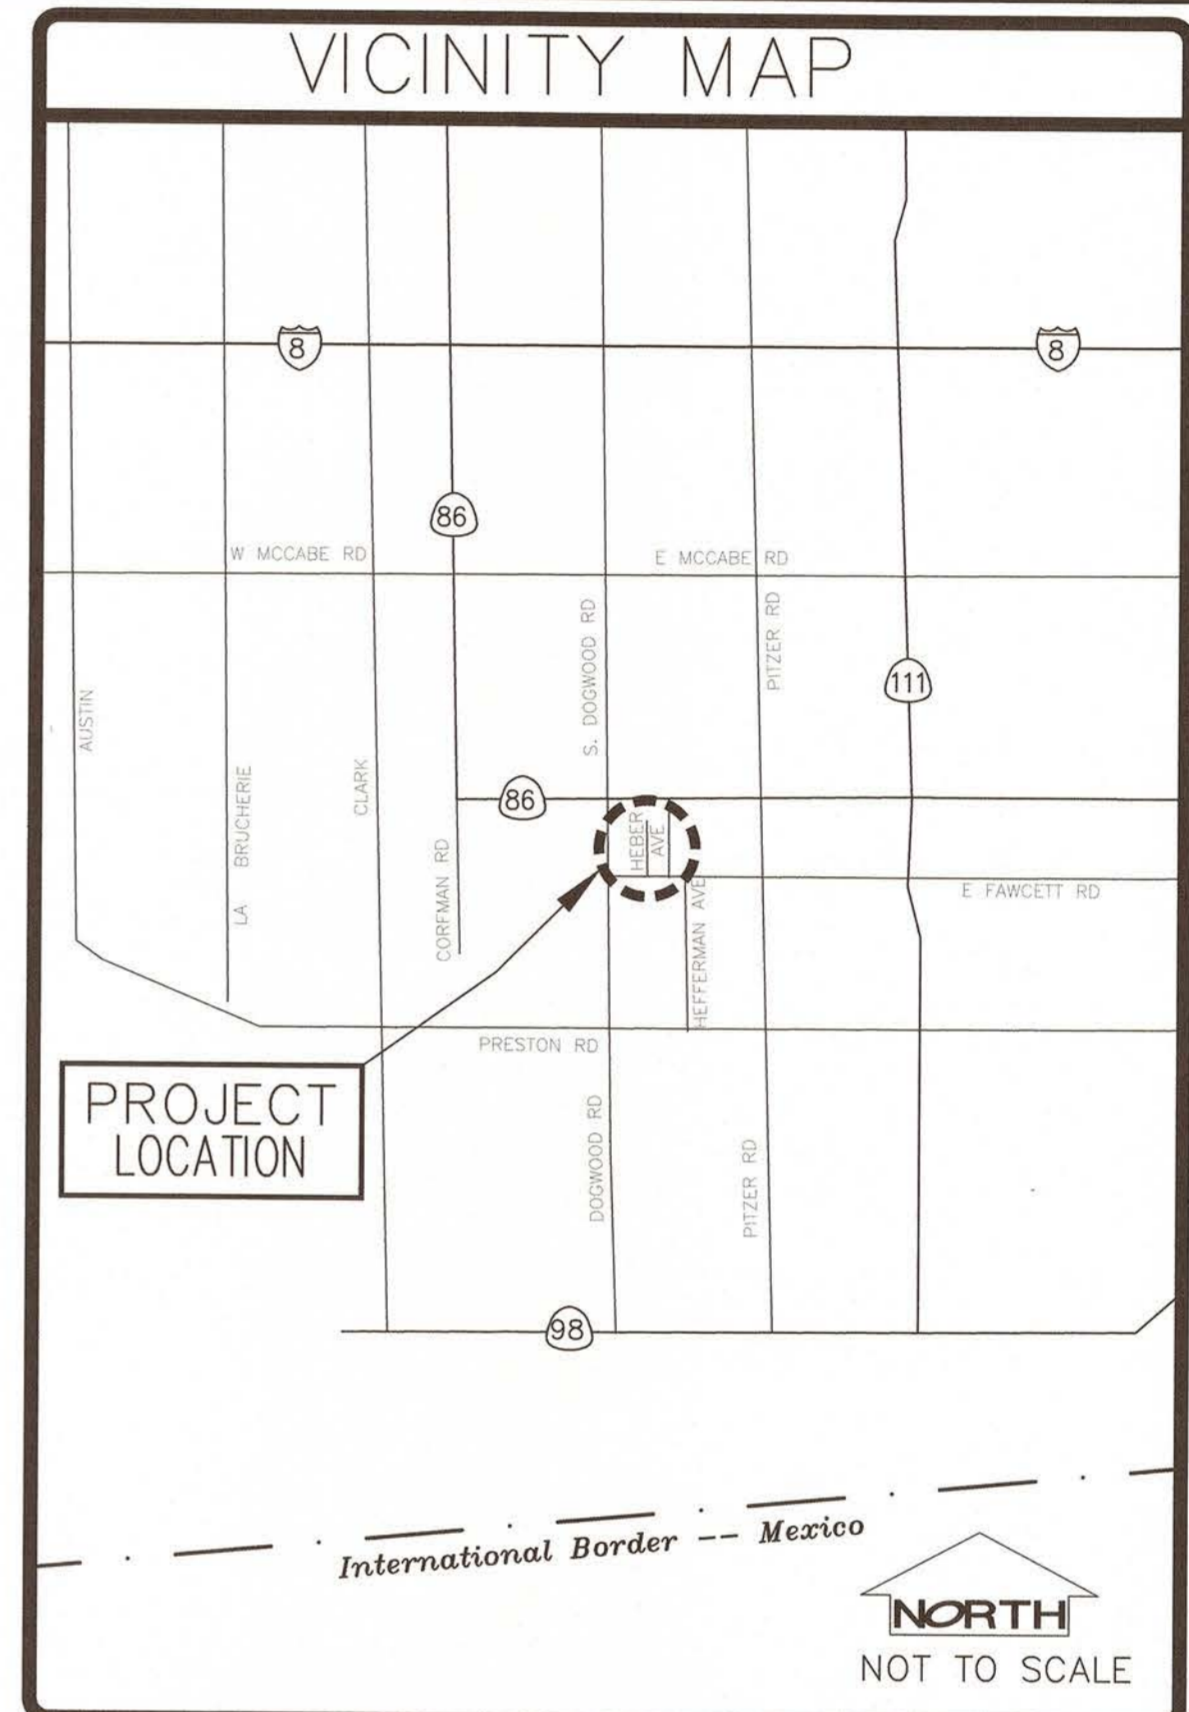 VICINITY MAP
8
8
86
W MCCABE RD
E MCCABE RD
S. DOGWOOD RD
PITZER RD
111
AUSTIN
LA BRUCHERIE
CLARK
86
CORFMAN RD
HEBER
AVE
E FAWCETT RD
HEFFERMAN AVE
PRESTON RD
PROJECT
LOCATION
DOGWOOD RD
PITZER RD
98
International Border -- Mexico
NORTH
NOT TO SCALE